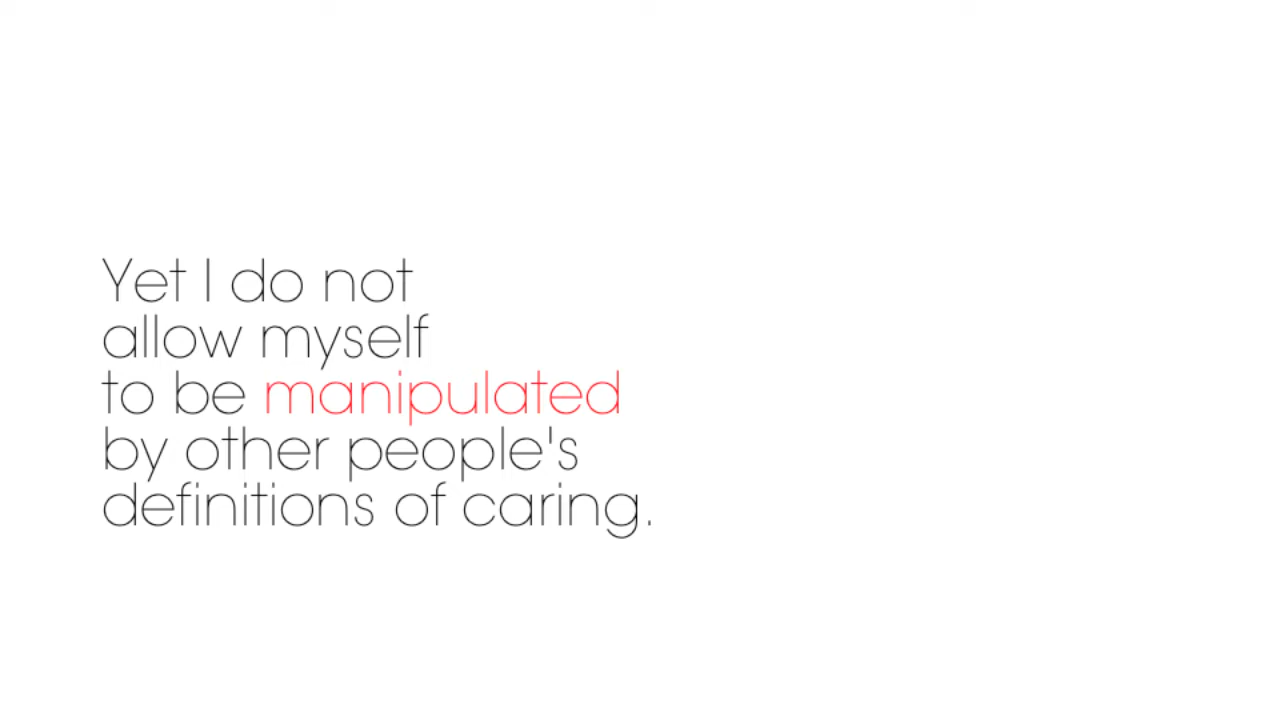 Yet I do not
allow myself
to be manipulated
by other people's
definitions of caring.